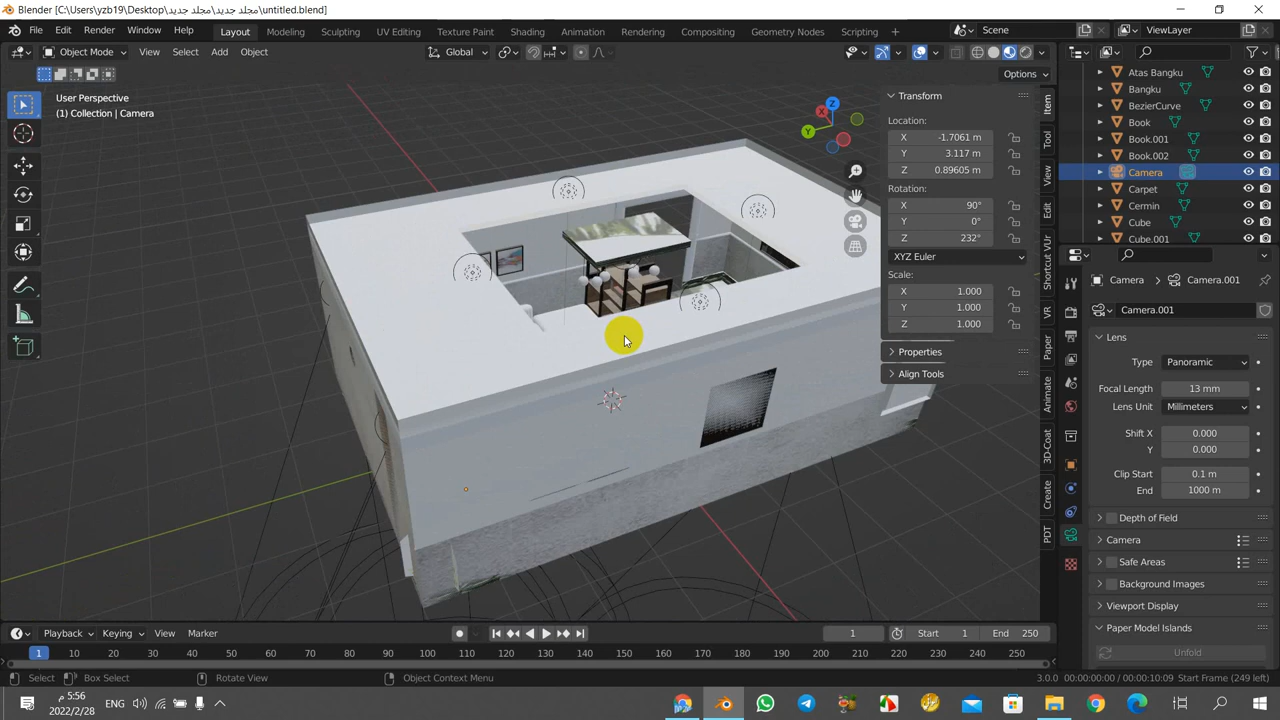 Blender [C:\Users\yzb19\Desktop\مجلد جديد\مجلد جديد\untitled.blend]
File Edit Render Window Help Layout Modeling Sculpting UV Editing Texture Paint Shading Animation Rendering Compositing Geometry Nodes Scripting Scene ViewLayer
Object Mode View Select Add Object Global
Options
User Perspective
(1) Collection | Camera
Z
X
Y
Transform
Location:
X -1.7061 m
Y 3.117 m
Z 0.89605 m
Rotation:
X 90°
Y 0°
Z 232°
XYZ Euler
Scale:
X 1.000
Y 1.000
Z 1.000
Properties
Align Tools
Item
Tool
View
Edit
Shortcut VUr
VR
Paper
Animate
3D-Coat
Create
PDT
Atas Bangku
Bangku
BezierCurve
Book
Book.001
Book.002
Camera
Carpet
Cermin
Cube
Cube.001
Camera Camera.001
Camera.001
Lens
Type Panoramic
Focal Length 13 mm
Lens Unit Millimeters
Shift X 0.000
Y 0.000
Clip Start 0.1 m
End 1000 m
Depth of Field
Camera
Safe Areas
Background Images
Viewport Display
Paper Model Islands
Unfold
Playback Keying View Marker 1 Start 1 End 250
1 10 20 30 40 50 60 70 80 90 100 110 120 130 140 150 160 170 180 190 200 210 220 230 240 250
Select Box Select Rotate View Object Context Menu 3.0.0 00:00:00:00 / 00:00:10:09 Start Frame (249 left)
5:56 م
2022/2/28
ENG